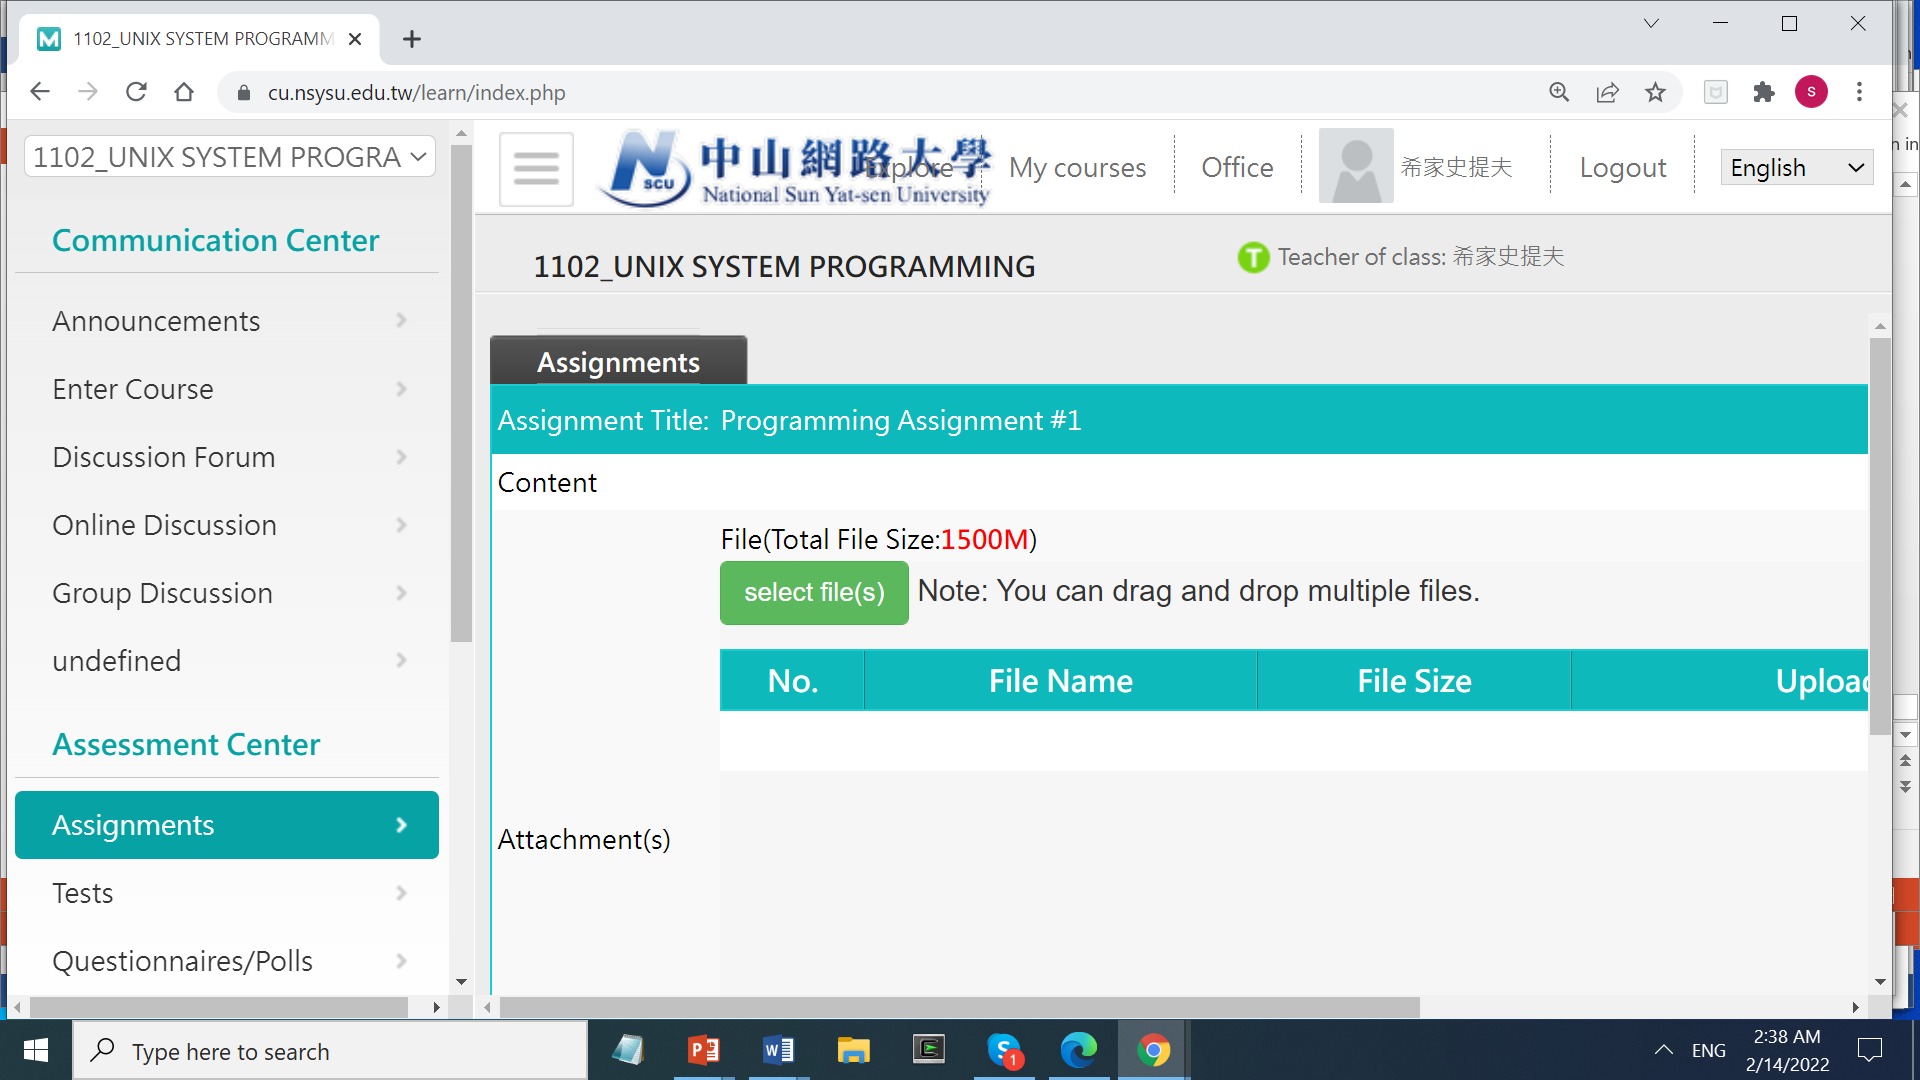 1102_UNIX SYSTEM PROGRAMM
cu.nsysu.edu.tw/learn/index.php
S
n in
1102_UNIX SYSTEM PROGRA
N
SCU
中山網路大學
National Sun Yat-sen University
Explore
My courses
Office
希家史提夫
Logout
English
Communication Center
Announcements
Enter Course
Discussion Forum
Online Discussion
Group Discussion
undefined
Assessment Center
Assignments
Tests
Questionnaires/Polls
1102_UNIX SYSTEM PROGRAMMING
T Teacher of class: 希家史提夫
Assignments
Assignment Title: Programming Assignment #1
Content
File(Total File Size:1500M)
select file(s) Note: You can drag and drop multiple files.
No. File Name File Size Upload
Attachment(s)
Type here to search
1
ENG
2:38 AM
2/14/2022